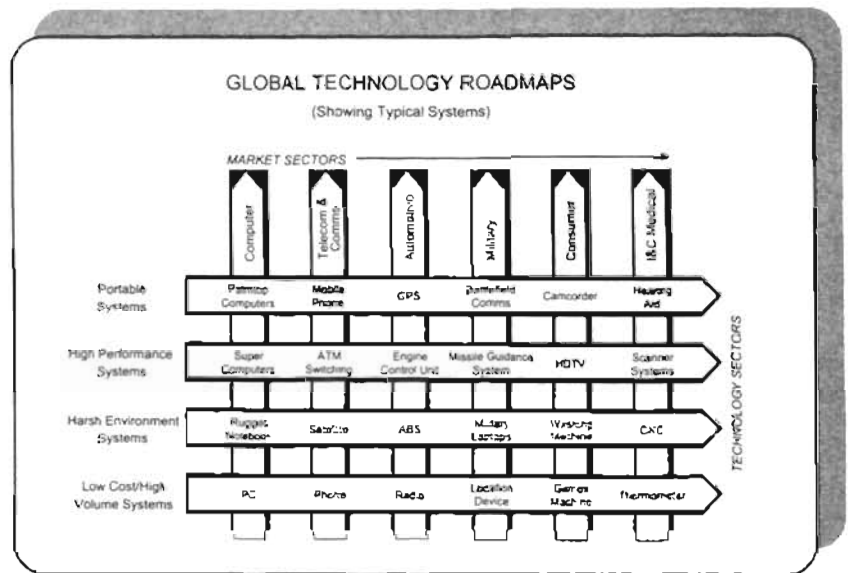 GLOBAL TECHNOLOGY ROADMAPS
(Showing Typical Systems)
MARKET SECTORS
Computer
Telecom &
Comms
Automotive
Military
Consumer
I&C Medical
Portable
Systems
Palmtop
Computers
Mobile
Phone
GPS
Battlefield
Comms
Camcorder
Hearing
Aid
High Performance
Systems
Super
Computers
ATM
Switching
Engine
Control Unit
Missile Guidance
System
HDTV
Scanner
Systems
Harsh Environment
Systems
Rugged
Notebook
Satellite
ABS
Military
Laptops
Washing
Machine
CNC
Low Cost/High
Volume Systems
PC
Phone
Radio
Location
Device
Games
Machine
Thermometer
TECHNOLOGY SECTORS